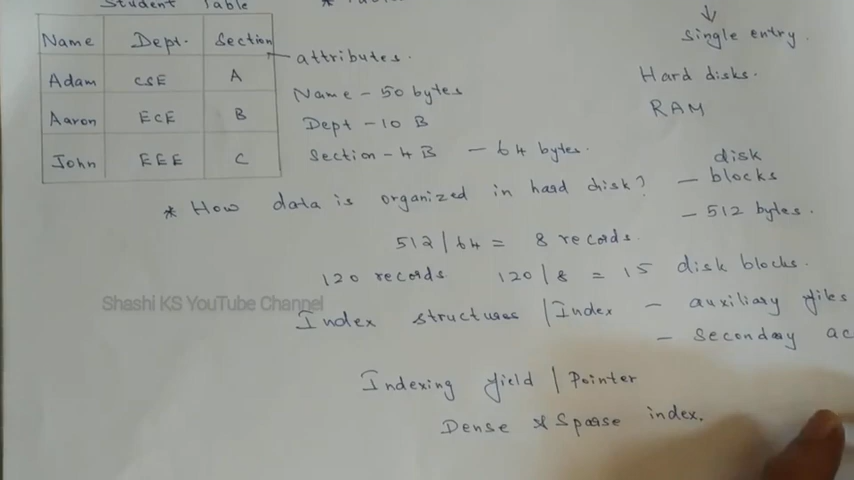 Student Table
Name Dept. Section
Adam CSE A
Aaron ECE B
John EEE C
attributes.
Name - 50 bytes
Dept - 10 B
Section - 4 B - 64 bytes.
single entry.
Hard disks.
RAM
* How data is organized in hard disk? - disk blocks
- 512 bytes.
512 / 64 = 8 records.
120 records 120 / 8 = 15 disk blocks.
Shashi KS YouTube Channel
Index structures / Index - auxiliary files
- secondary
Indexing yield / Pointer
Dense & Sparse index.